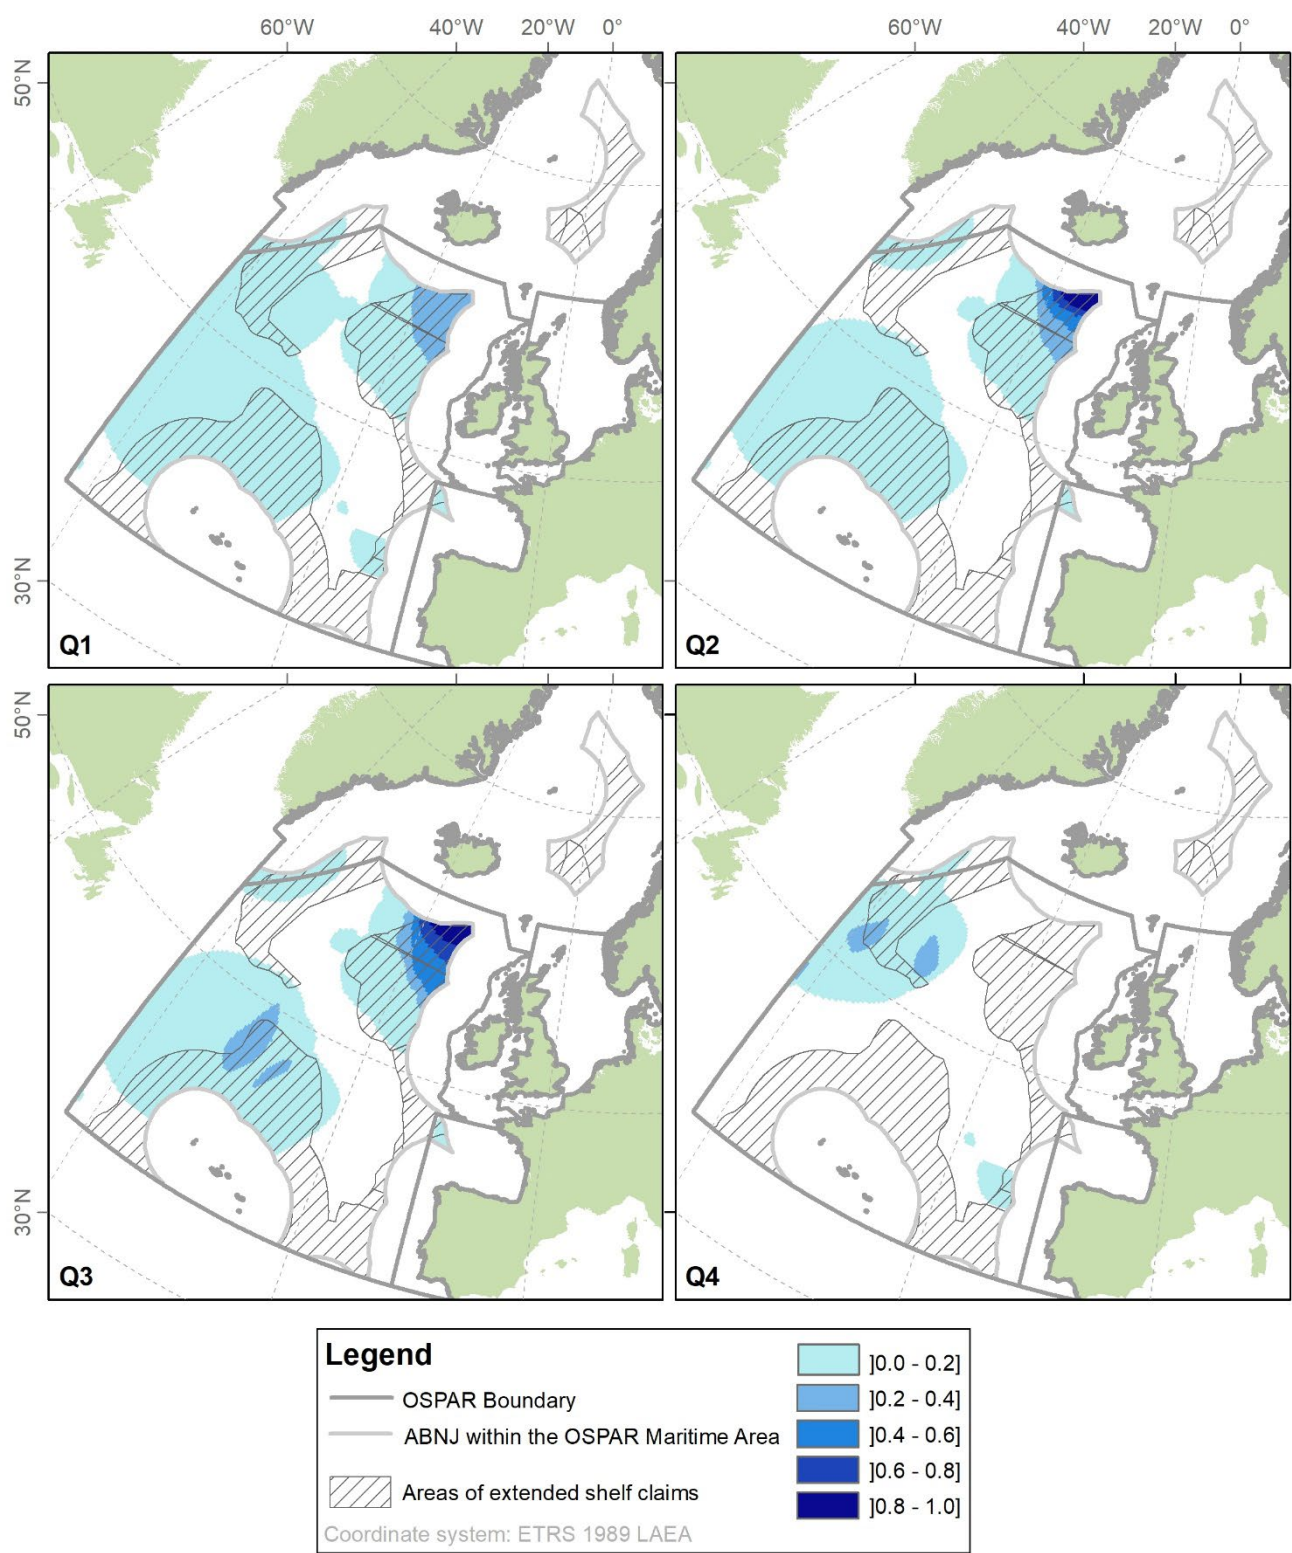 60°W 40°W 20°W 0° 60°W 40°W 20°W 0°
50°N
30°N
Q1 Q2
50°N
30°N
Q3 Q4
Legend
OSPAR Boundary
ABNJ within the OSPAR Maritime Area
Areas of extended shelf claims
Coordinate system: ETRS 1989 LAEA
]0.0 - 0.2]
]0.2 - 0.4]
]0.4 - 0.6]
]0.6 - 0.8]
]0.8 - 1.0]